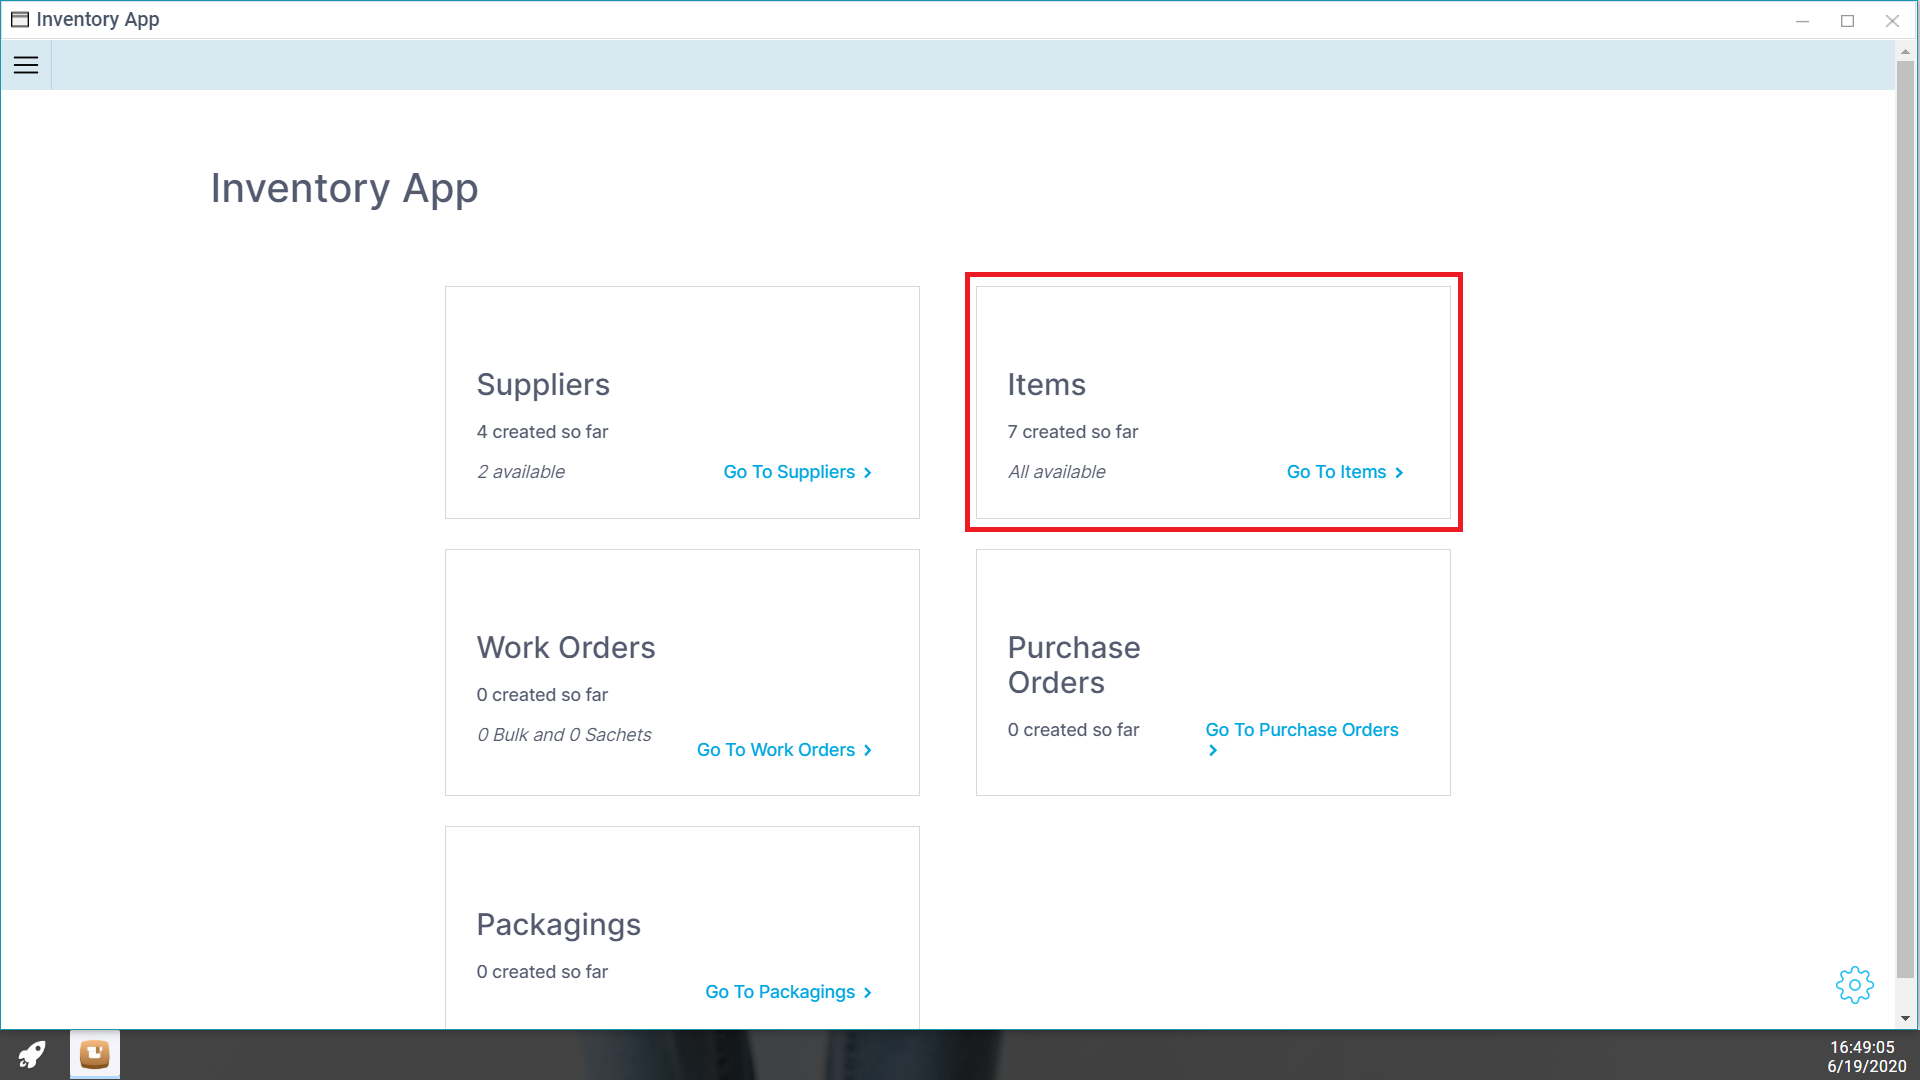 Inventory App
Inventory App
Suppliers
4 created so far
2 available
Go To Suppliers
Items
7 created so far
All available
Go To Items
Work Orders
0 created so far
0 Bulk and 0 Sachets
Go To Work Orders
Purchase
Orders
0 created so far
Go To Purchase Orders
Packagings
0 created so far
Go To Packagings
16:49:05
6/19/2020